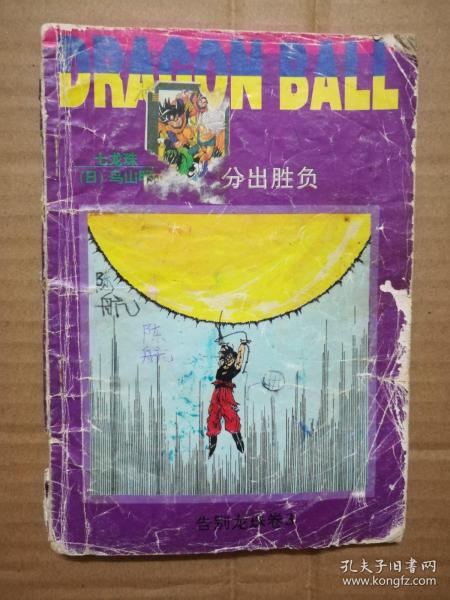 DRAGON BALL
七龙珠
(日)鸟山明
分出胜负
陈
航
陈
航
告别龙珠卷
孔夫子旧书网
www.kongfz.com